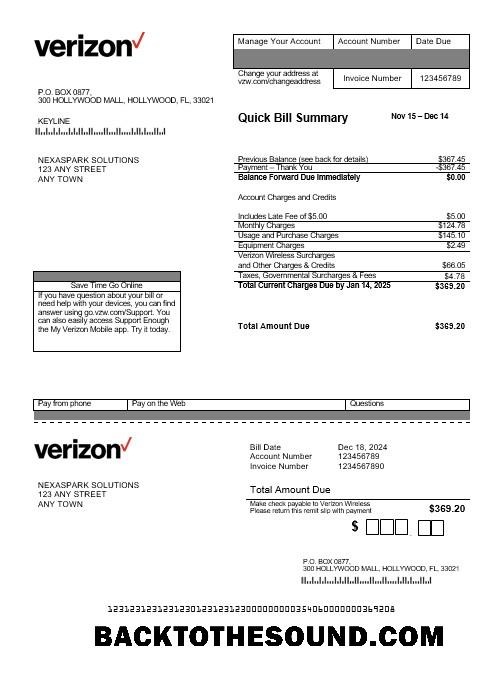 verizon
Manage Your Account Account Number Date Due
Change your address at
vzw.com/changeaddress
Invoice Number 123456789
P.O. BOX 0877,
300 HOLLYWOOD MALL, HOLLYWOOD, FL, 33021
KEYLINE
Quick Bill Summary Nov 15 – Dec 14
NEXASPARK SOLUTIONS
123 ANY STREET
ANY TOWN
Previous Balance (see back for details) $367.45
Payment – Thank You -$367.45
Balance Forward Due Immediately $0.00
Account Charges and Credits
Includes Late Fee of $5.00 $5.00
Monthly Charges $124.78
Usage and Purchase Charges $145.10
Equipment Charges $2.49
Verizon Wireless Surcharges
and Other Charges & Credits $66.05
Taxes, Governmental Surcharges & Fees $4.78
Total Current Charges Due by Jan 14, 2025 $369.20
Total Amount Due $369.20
Save Time Go Online
If you have question about your bill or
need help with your devices, you can find
answer using go.vzw.com/Support. You
can also easily access Support Enough
the My Verizon Mobile app. Try it today.
Pay from phone Pay on the Web Questions
verizon
Bill Date Dec 18, 2024
Account Number 123456789
Invoice Number 1234567890
NEXASPARK SOLUTIONS
123 ANY STREET
ANY TOWN
Total Amount Due
Make check payable to Verizon Wireless
Please return this remit slip with payment
$369.20
$
P.O. BOX 0877,
300 HOLLYWOOD MALL, HOLLYWOOD, FL, 33021
BACKTOTHESOUND.COM